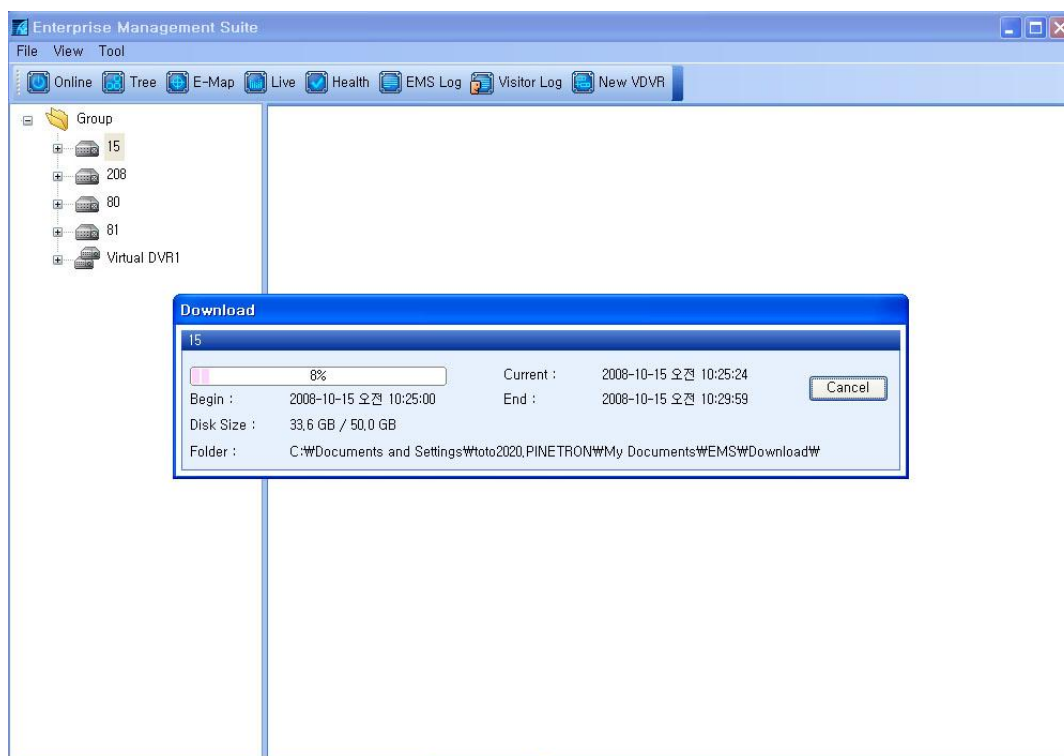 Enterprise Management Suite
File View Tool
Online Tree E-Map Live Health EMS Log Visitor Log New VDVR
Group
15
208
80
81
Virtual DVR1
Download
15
8%
Current : 2008-10-15 오전 10:25:24
Cancel
Begin : 2008-10-15 오전 10:25:00
End : 2008-10-15 오전 10:29:59
Disk Size : 33,6 GB / 50,0 GB
Folder : C:₩Documents and Settings₩toto2020,PINETRON₩My Documents₩EMS₩Download₩